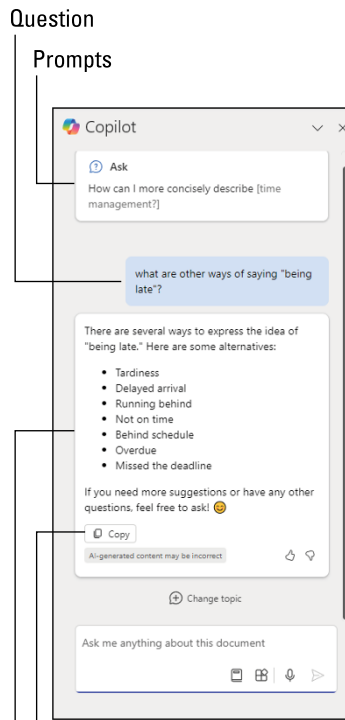 Question
Prompts
Copilot
Ask
How can I more concisely describe [time
management?]
what are other ways of saying "being
late"?
There are several ways to express the idea of
"being late." Here are some alternatives:
• Tardiness
• Delayed arrival
• Running behind
• Not on time
• Behind schedule
• Overdue
• Missed the deadline
If you need more suggestions or have any other
questions, feel free to ask! 😊
Copy
AI-generated content may be incorrect
Change topic
Ask me anything about this document